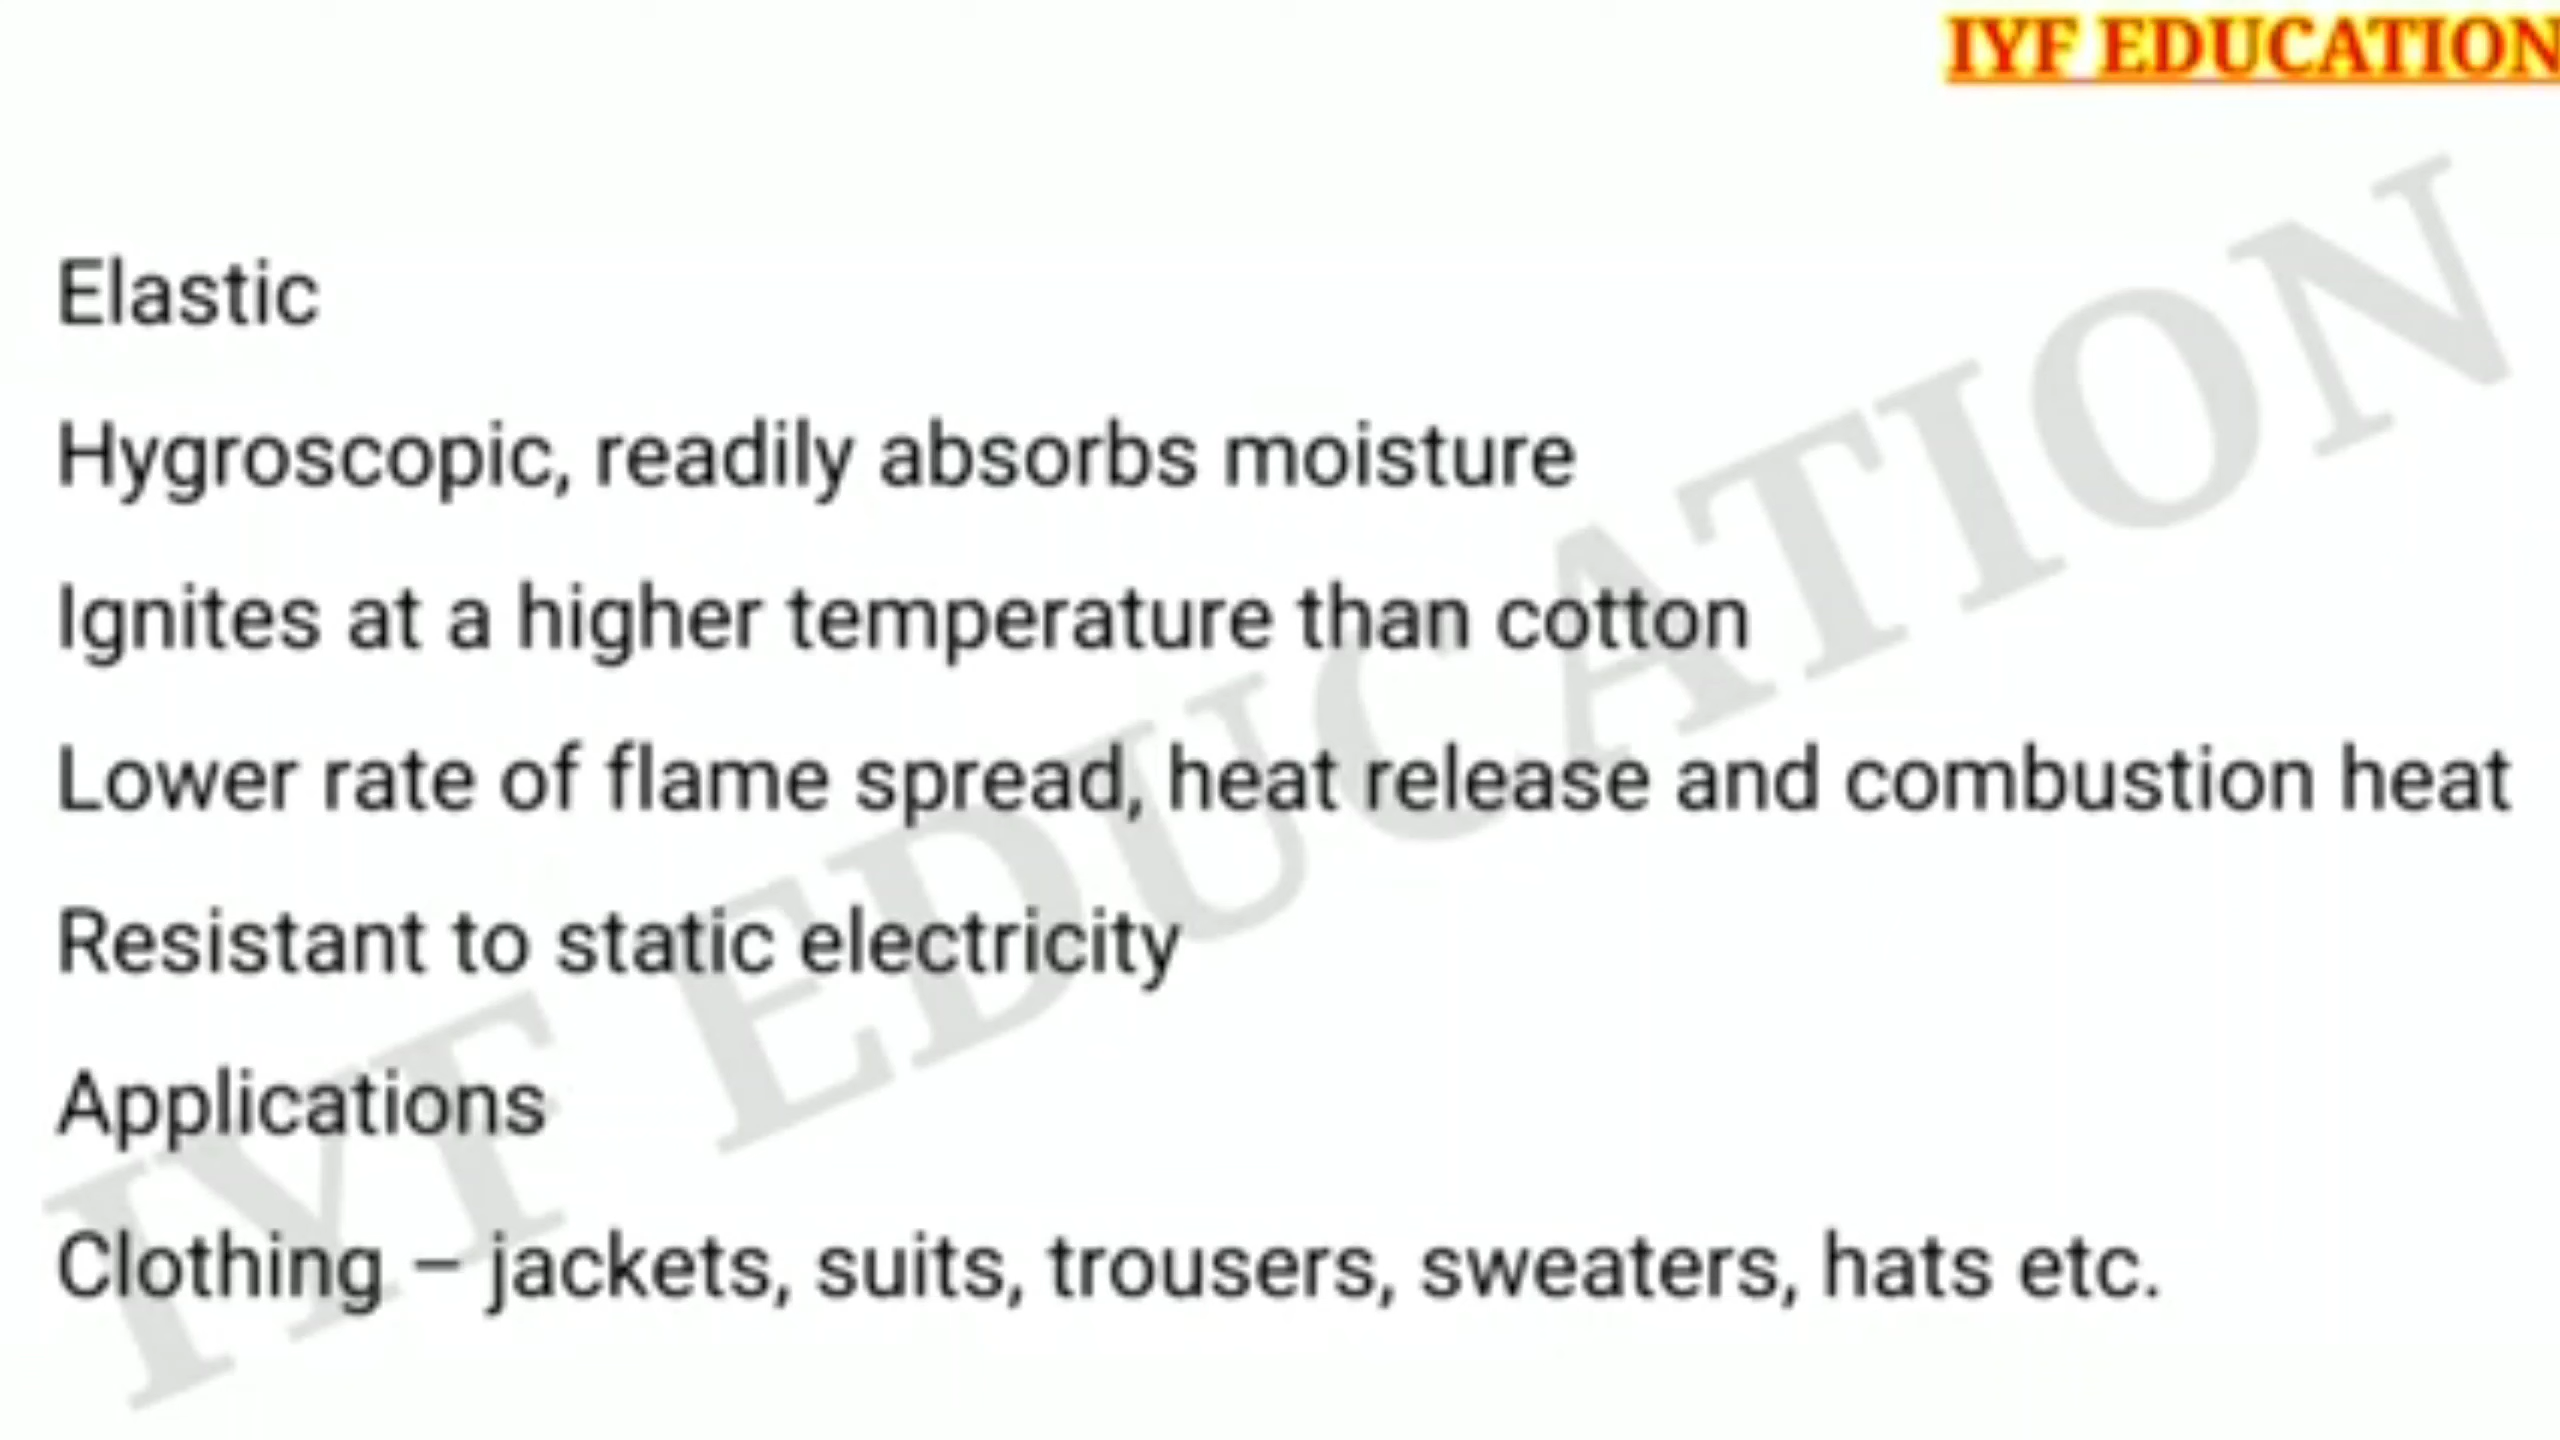 IYF EDUCATION
Elastic
Hygroscopic, readily absorbs moisture
Ignites at a higher temperature than cotton
Lower rate of flame spread, heat release and combustion heat
Resistant to static electricity
Applications
Clothing – jackets, suits, trousers, sweaters, hats etc.
IYF EDUCATION